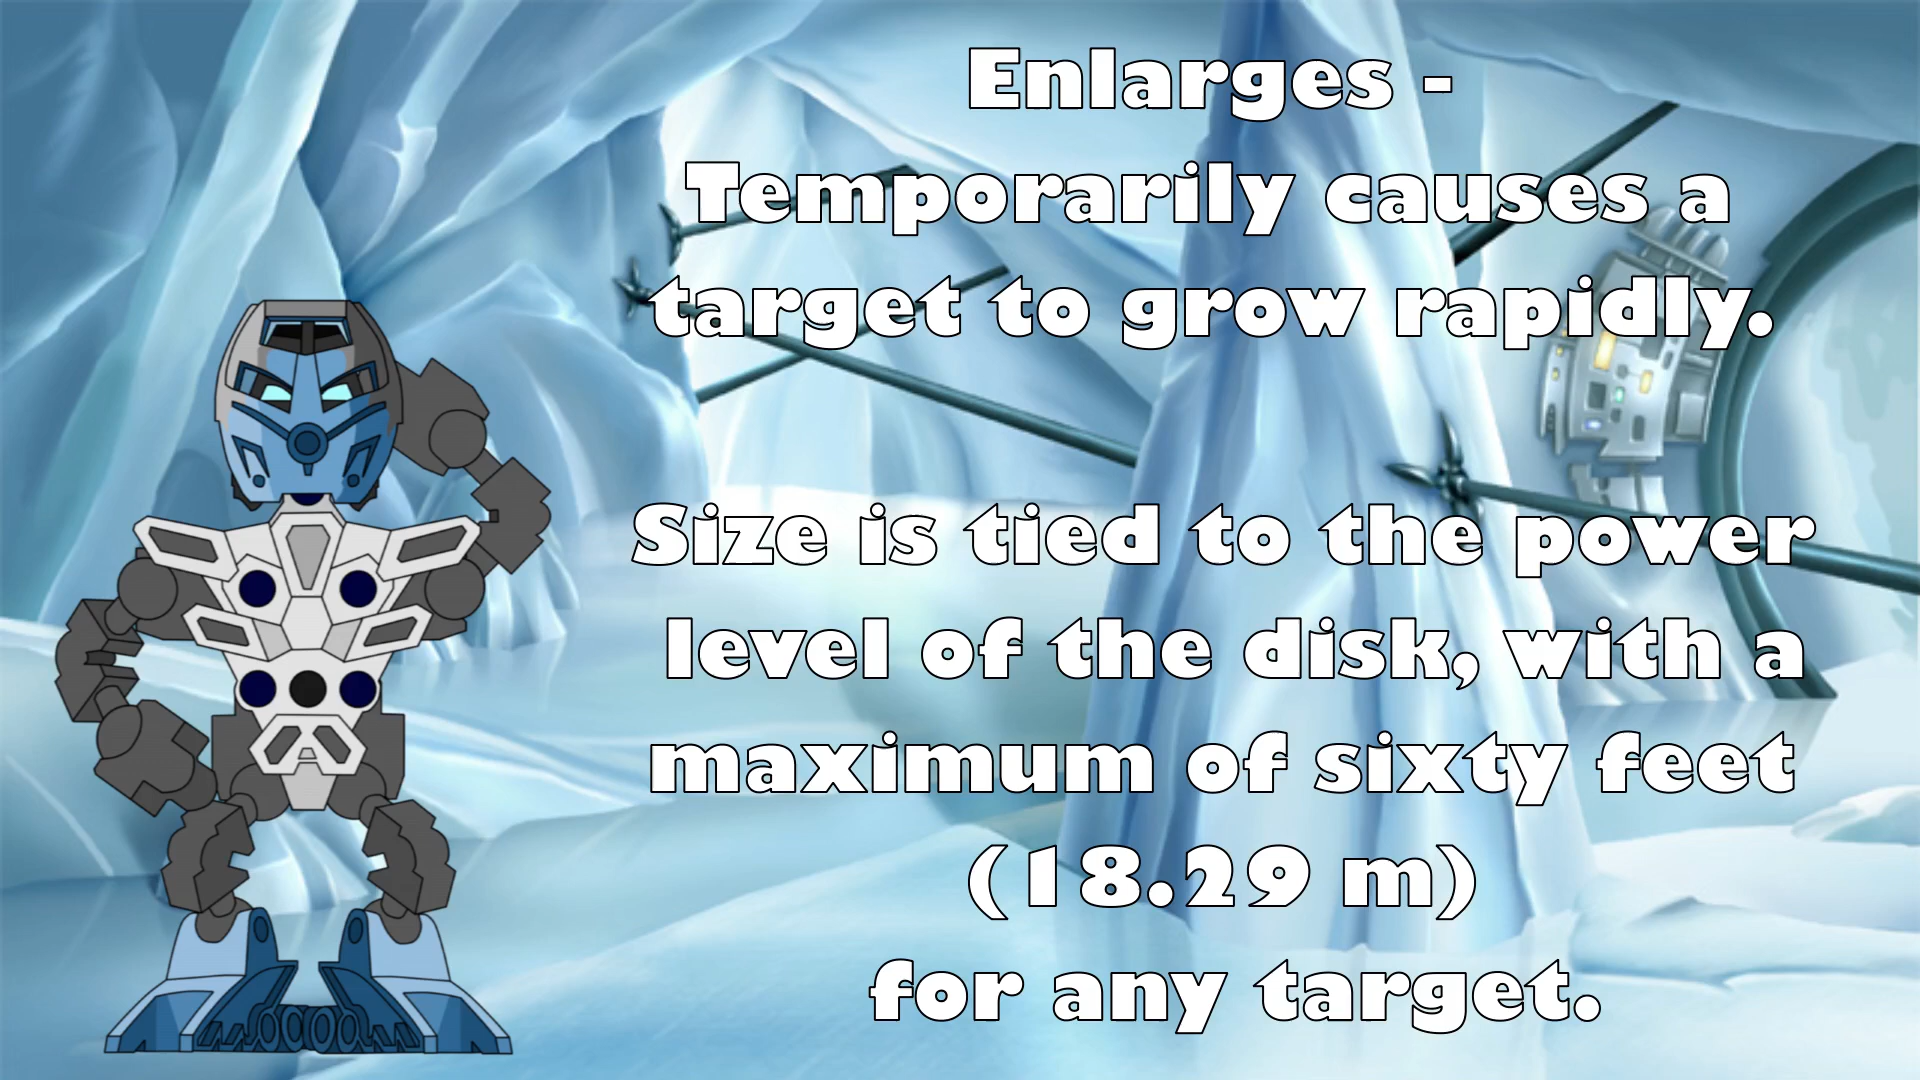 Enlarges -
Temporarily causes a
target to grow rapidly.
Size is tied to the power
level of the disk, with a
maximum of sixty feet
(18.29 m)
for any target.